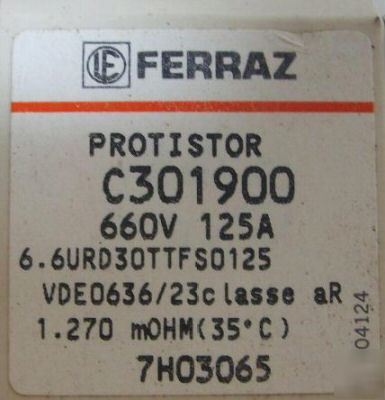 FERRAZ
PROTISTOR
C301900
660V 125A
6.6URD30TTFS0125
VDE0636/23classe aR
1.270 mOHM(35°C)
7H03065
04124